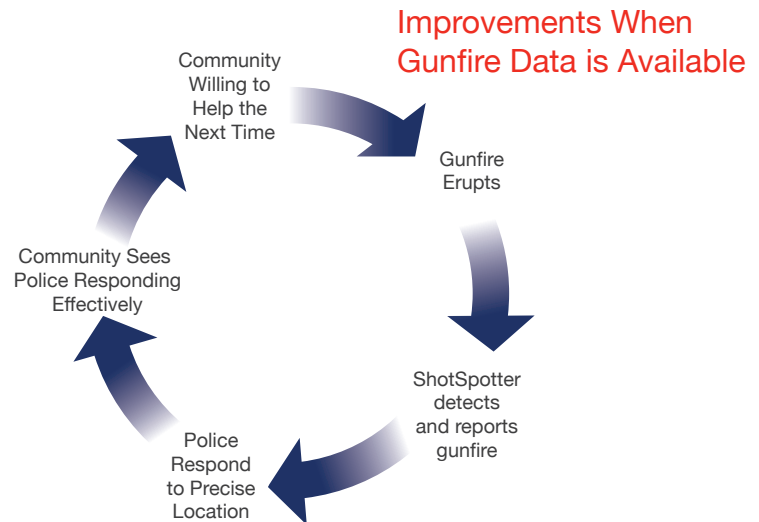 Improvements When
Gunfire Data is Available
Community
Willing to
Help the
Next Time
Gunfire
Erupts
ShotSpotter
detects
and reports
gunfire
Police
Respond
to Precise
Location
Community Sees
Police Responding
Effectively